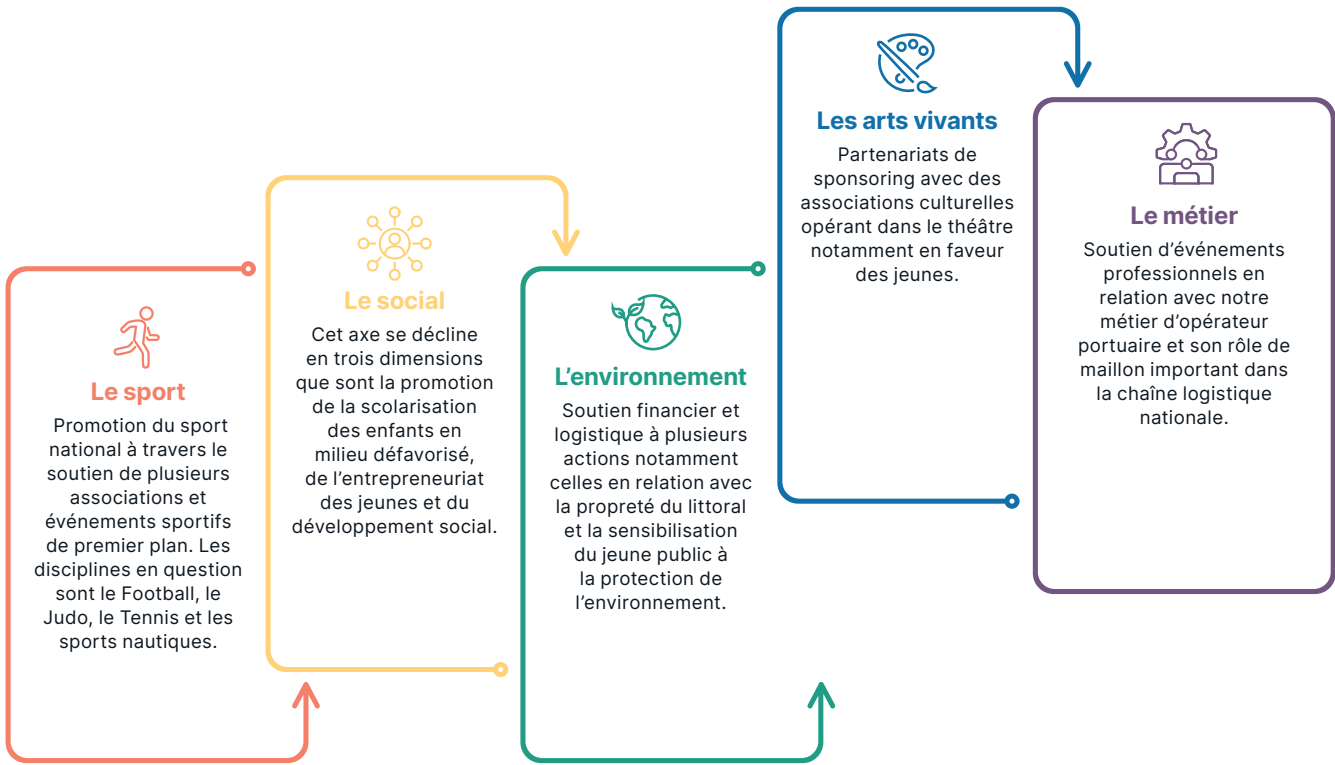 Le sport
Promotion du sport
national à travers le
soutien de plusieurs
associations et
événements sportifs
de premier plan. Les
disciplines en question
sont le Football, le
Judo, le Tennis et les
sports nautiques.
Le social
Cet axe se décline
en trois dimensions
que sont la promotion
de la scolarisation
des enfants en
milieu défavorisé,
de l’entrepreneuriat
des jeunes et du
développement social.
L’environnement
Soutien financier et
logistique à plusieurs
actions notamment
celles en relation avec
la propreté du littoral
et la sensibilisation
du jeune public à
la protection de
l’environnement.
Les arts vivants
Partenariats de
sponsoring avec des
associations culturelles
opérant dans le théâtre
notamment en faveur
des jeunes.
Le métier
Soutien d’événements
professionnels en
relation avec notre
métier d’opérateur
portuaire et son rôle de
maillon important dans
la chaîne logistique
nationale.